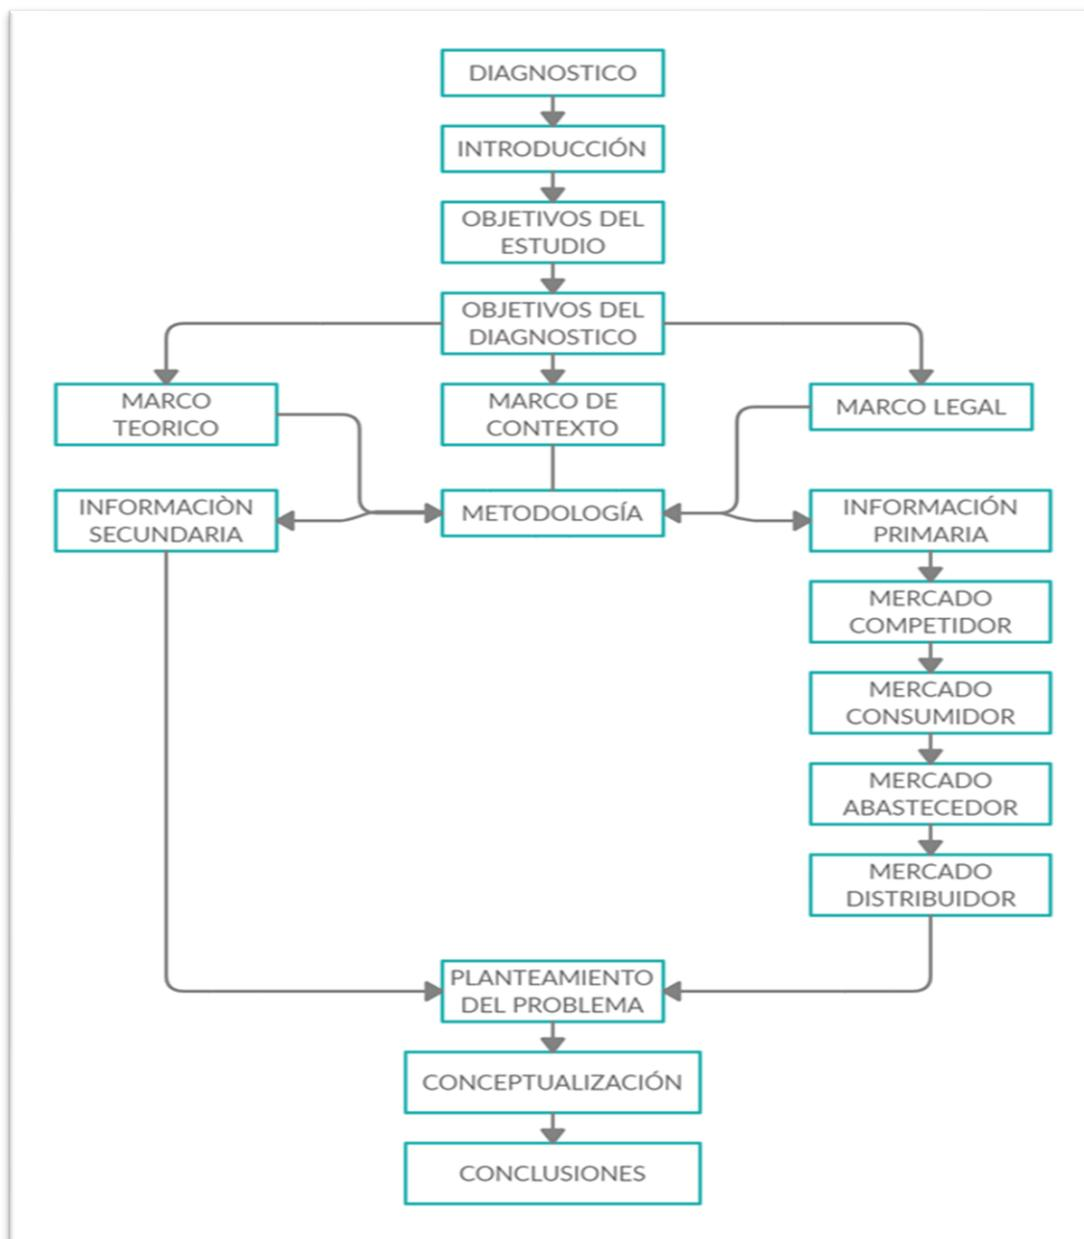 DIAGNOSTICO
INTRODUCCIÓN
OBJETIVOS DEL
ESTUDIO
OBJETIVOS DEL
DIAGNOSTICO
MARCO
TEORICO
MARCO DE
CONTEXTO
MARCO LEGAL
INFORMACIÒN
SECUNDARIA
METODOLOGÍA
INFORMACIÓN
PRIMARIA
MERCADO
COMPETIDOR
MERCADO
CONSUMIDOR
MERCADO
ABASTECEDOR
MERCADO
DISTRIBUIDOR
PLANTEAMIENTO
DEL PROBLEMA
CONCEPTUALIZACIÓN
CONCLUSIONES